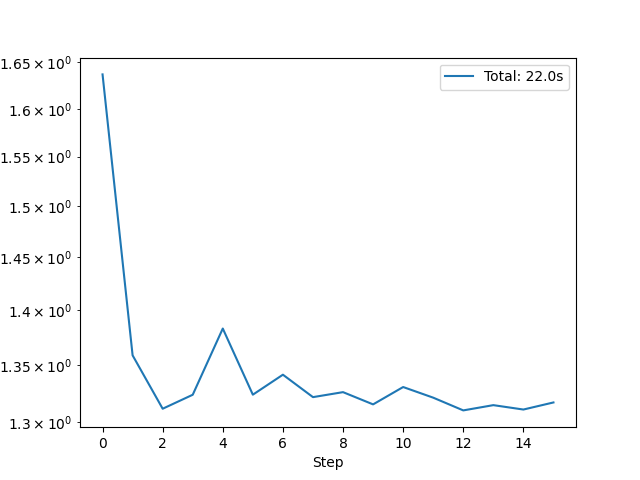 1.65 × 10⁰
Total: 22.0s
1.6 × 10⁰
1.55 × 10⁰
1.5 × 10⁰
1.45 × 10⁰
1.4 × 10⁰
1.35 × 10⁰
1.3 × 10⁰
0 2 4 6 8 10 12 14
Step